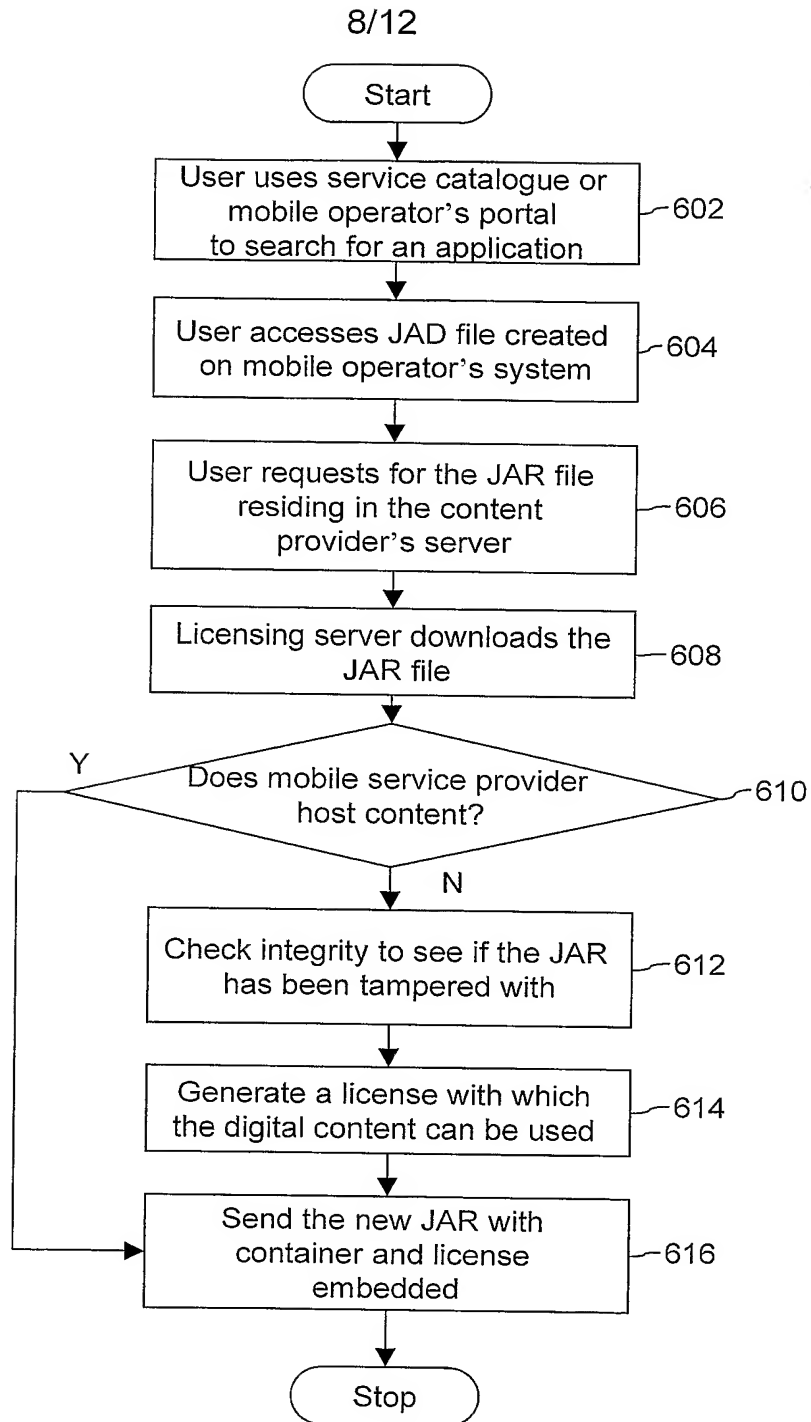 8/12
Start
User uses service catalogue or
mobile operator's portal
to search for an application
602
User accesses JAD file created
on mobile operator's system
604
User requests for the JAR file
residing in the content
provider's server
606
Licensing server downloads the
JAR file
608
Y
Does mobile service provider
host content?
610
N
Check integrity to see if the JAR
has been tampered with
612
Generate a license with which
the digital content can be used
614
Send the new JAR with
container and license
embedded
616
Stop